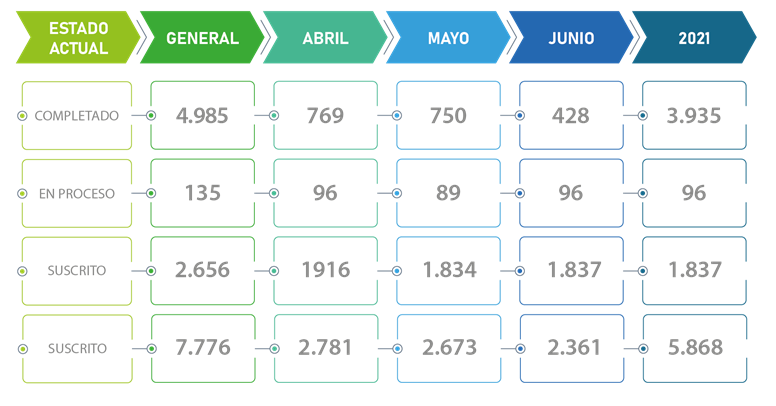 ESTADO ACTUAL GENERAL ABRIL MAYO JUNIO 2021
COMPLETADO 4.985 769 750 428 3.935
EN PROCESO 135 96 89 96 96
SUSCRITO 2.656 1916 1.834 1.837 1.837
SUSCRITO 7.776 2.781 2.673 2.361 5.868